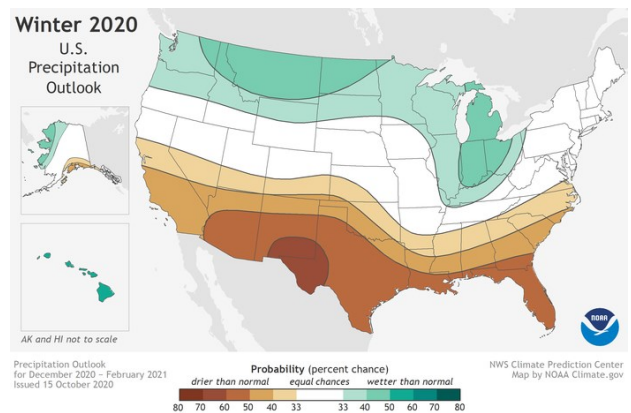 Winter 2020
U.S.
Precipitation
Outlook
AK and HI not to scale
NOAA
Precipitation Outlook
for December 2020 – February 2021
Issued 15 October 2020
Probability (percent chance)
drier than normal equal chances wetter than normal
80 70 60 50 40 33 33 40 50 60 70 80
NWS Climate Prediction Center
Map by NOAA Climate.gov